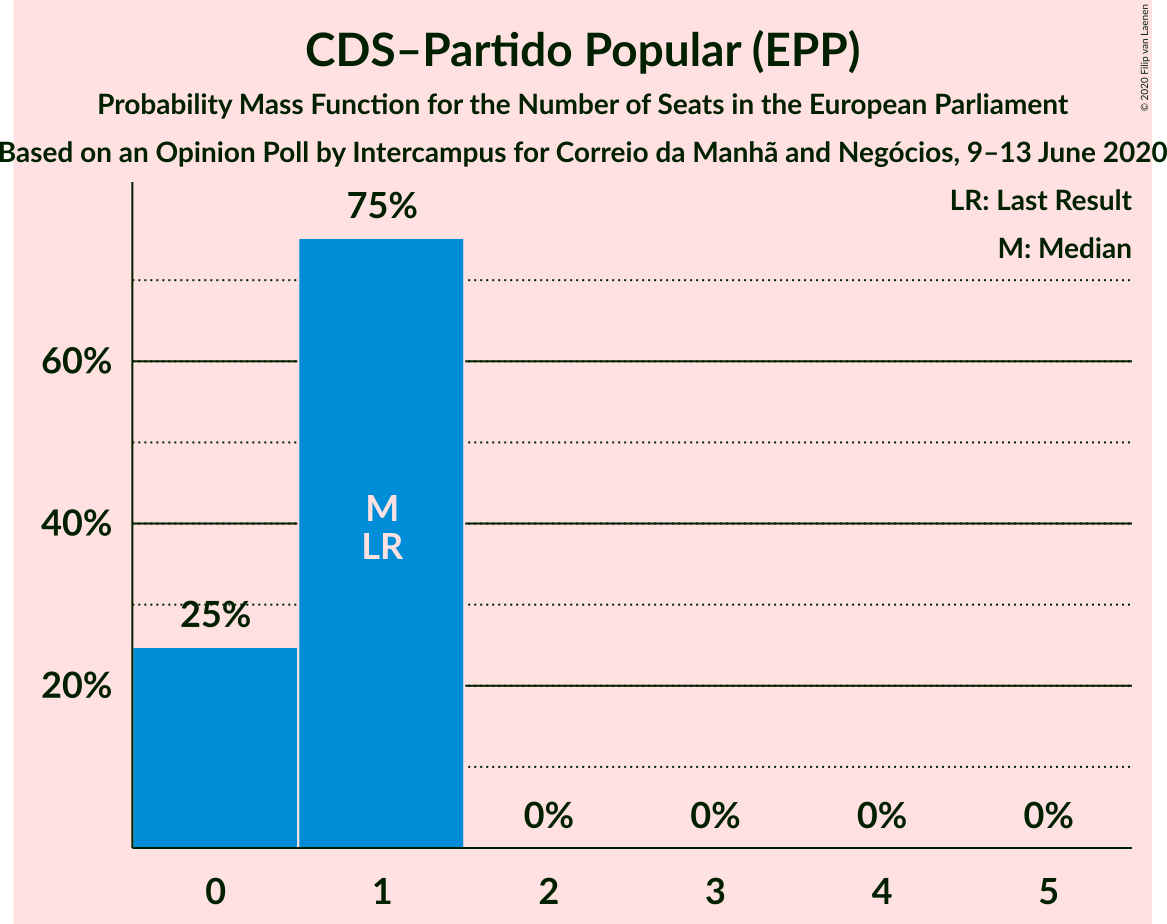 CDS–Partido Popular (EPP)
Probability Mass Function for the Number of Seats in the European Parliament
Based on an Opinion Poll by Intercampus for Correio da Manhã and Negócios, 9–13 June 2020
© 2020 Filip van Laenen
LR: Last Result
M: Median
75%
60%
40%
M
LR
25%
20%
0% 0% 0% 0%
0 1 2 3 4 5